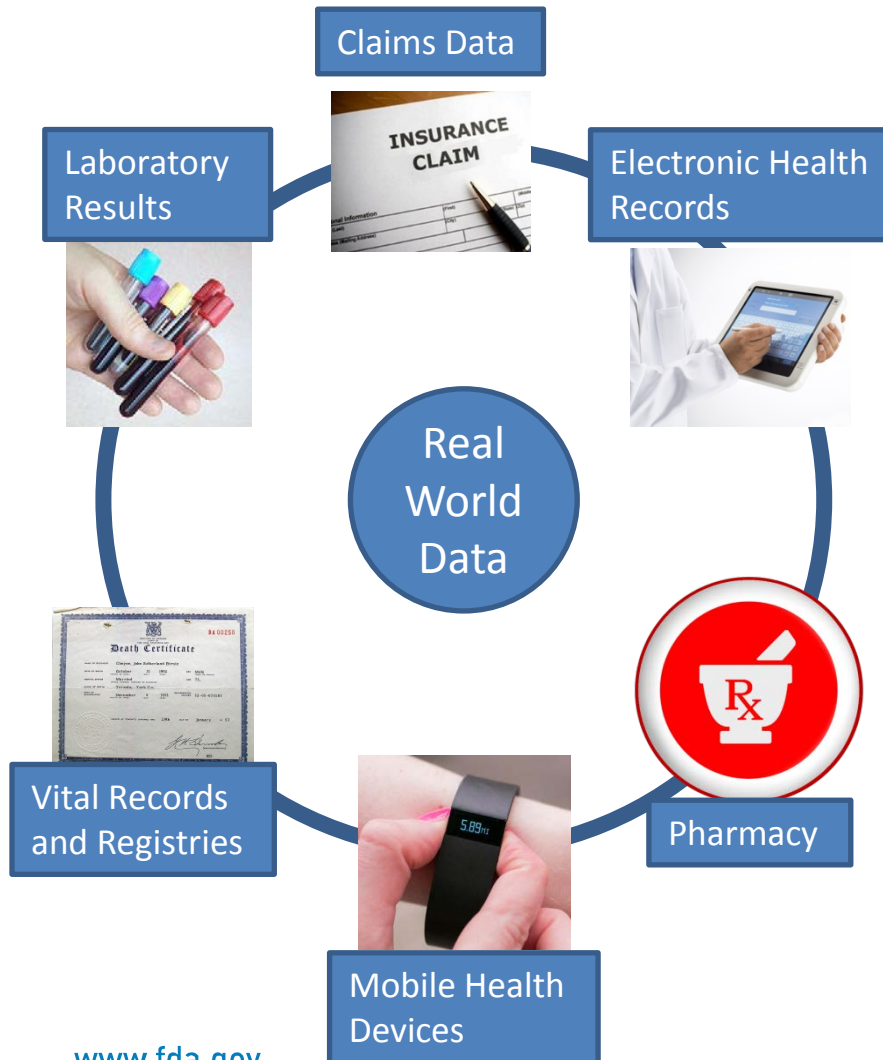 Claims Data
INSURANCE
CLAIM
Laboratory
Results
Electronic Health
Records
Real
World
Data
Death Certificate
Rx
5.89 MI
Vital Records
and Registries
Pharmacy
Mobile Health
Devices
www.fda.gov